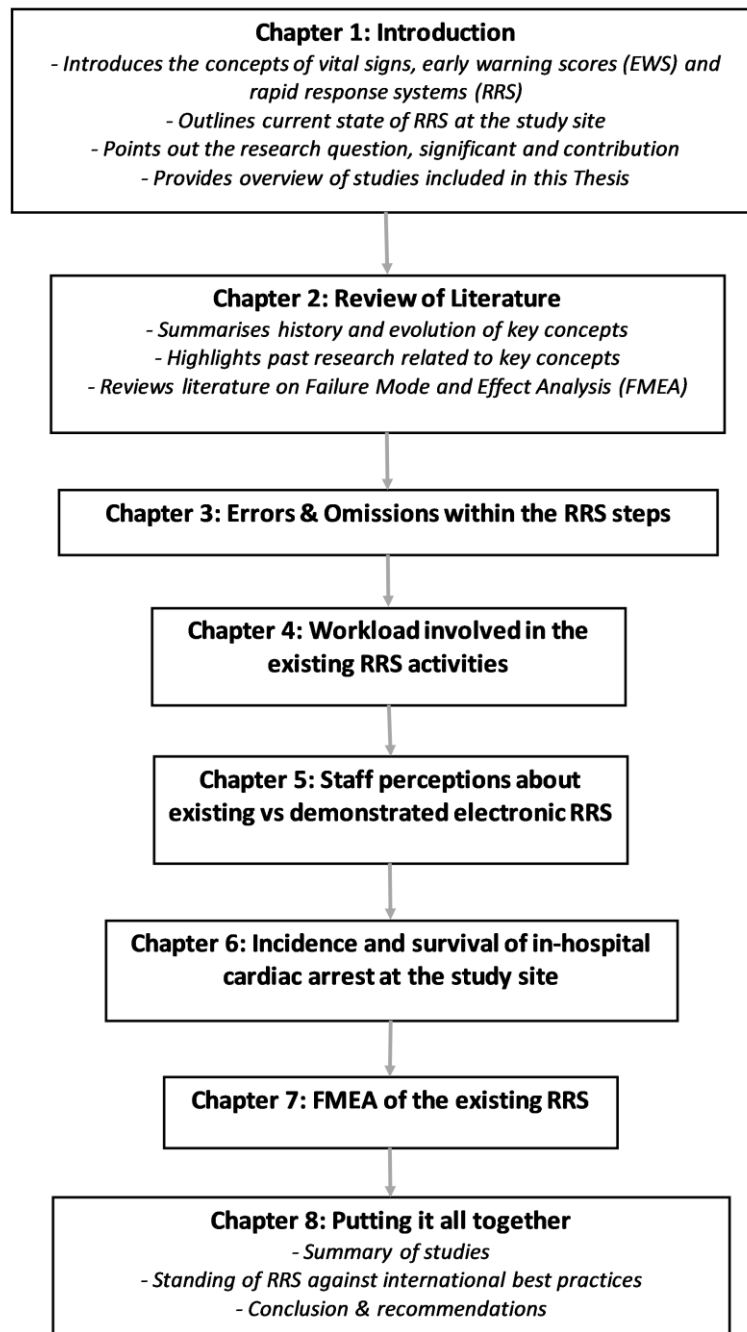 Chapter 1: Introduction
- Introduces the concepts of vital signs, early warning scores (EWS) and
rapid response systems (RRS)
- Outlines current state of RRS at the study site
- Points out the research question, significant and contribution
- Provides overview of studies included in this Thesis
Chapter 2: Review of Literature
- Summarises history and evolution of key concepts
- Highlights past research related to key concepts
- Reviews literature on Failure Mode and Effect Analysis (FMEA)
Chapter 3: Errors & Omissions within the RRS steps
Chapter 4: Workload involved in the
existing RRS activities
Chapter 5: Staff perceptions about
existing vs demonstrated electronic RRS
Chapter 6: Incidence and survival of in-hospital
cardiac arrest at the study site
Chapter 7: FMEA of the existing RRS
Chapter 8: Putting it all together
- Summary of studies
- Standing of RRS against international best practices
- Conclusion & recommendations